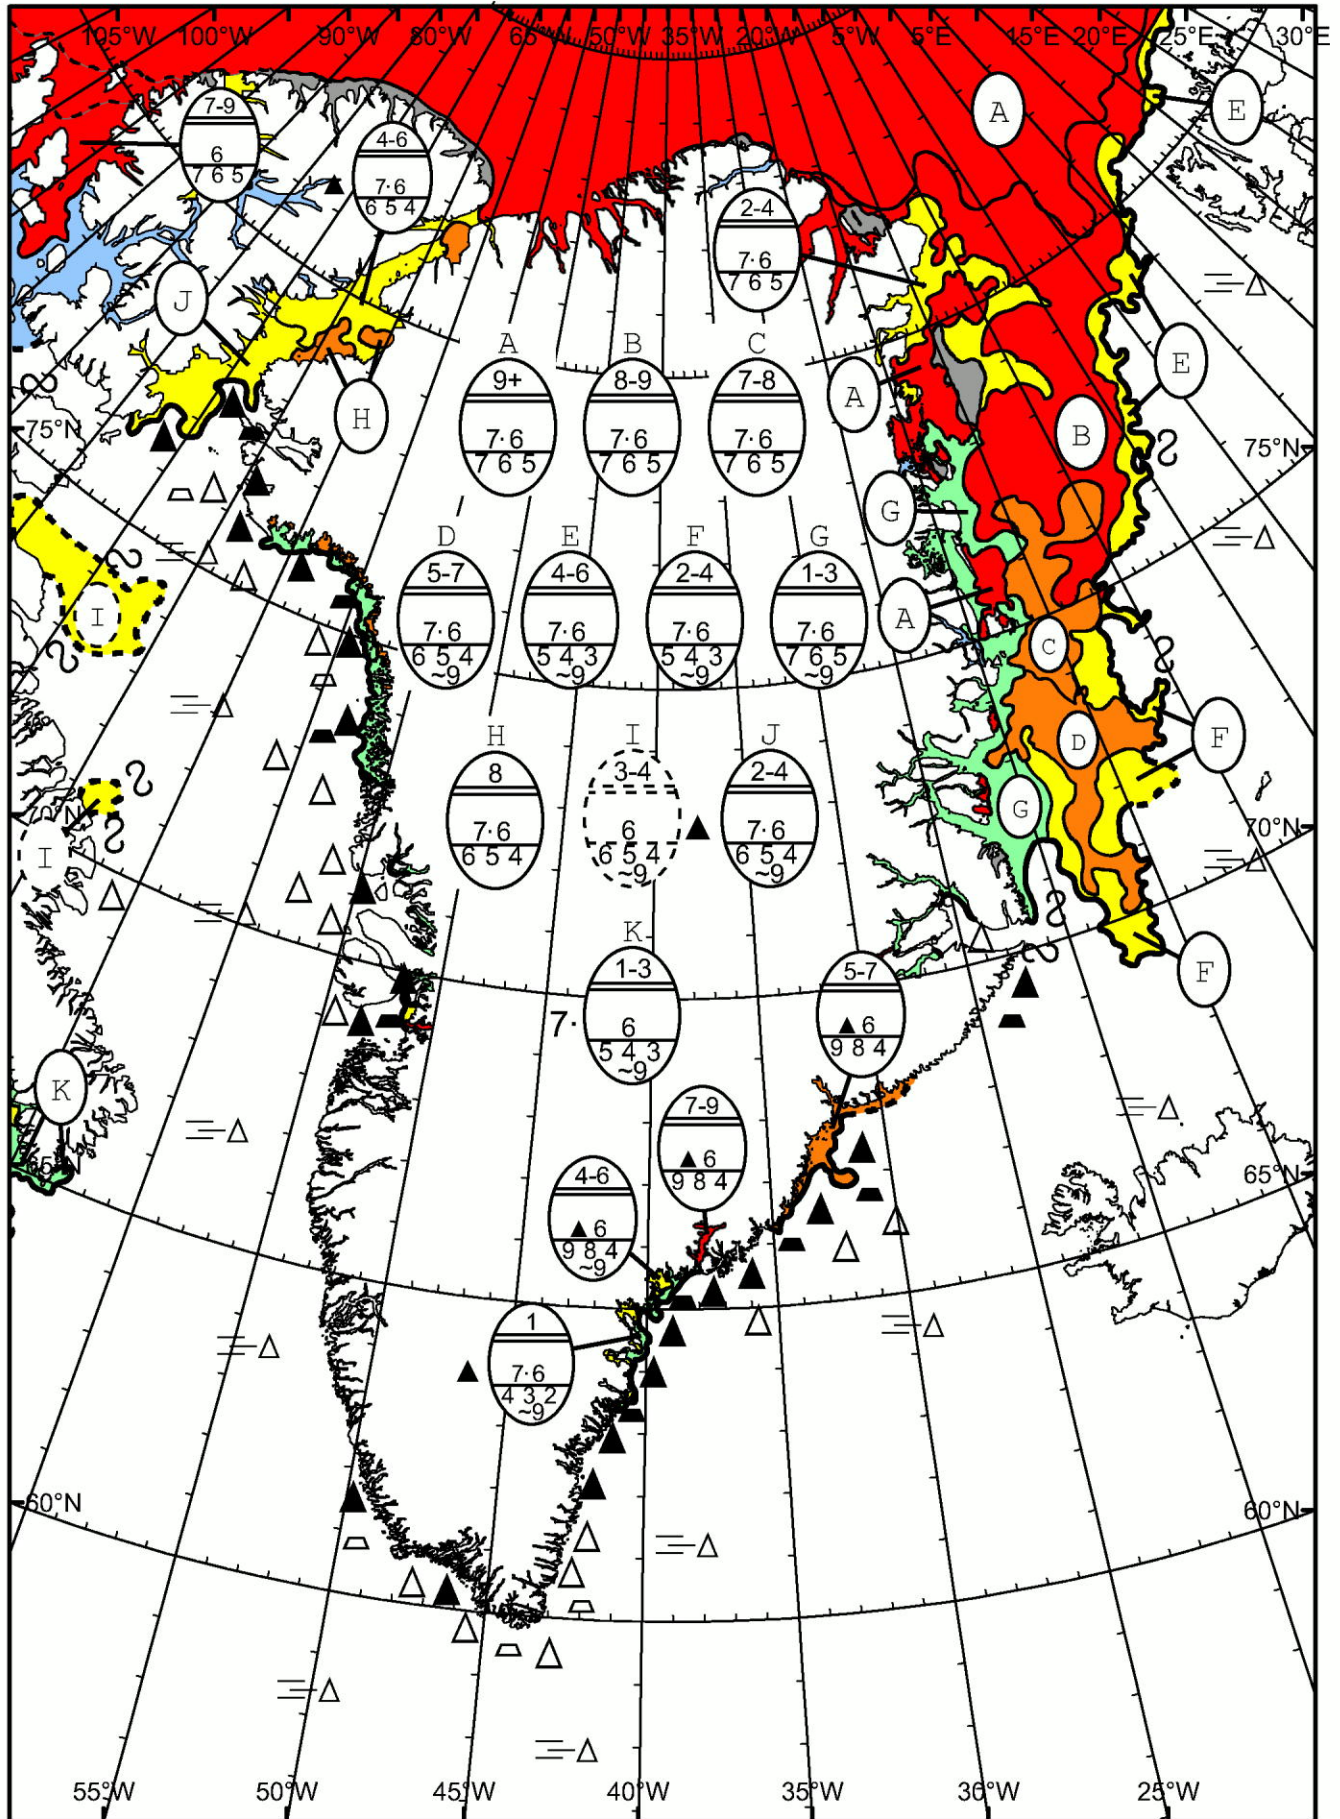 105°W 100°W 90°W 80°W 65°W 50°W 35°W 20°W 5°W 5°E 15°E 20°E 25°E 30°E
A
E
7-9
6
7 6 5
4-6
7·6
6 5 4
2-4
7·6
7 6 5
J
H
A
E
A B C
9+ 8-9 7-8
7·6 7·6 7·6
7 6 5 7 6 5 7 6 5
B
75°N 75°N
G
D E F G
5-7 4-6 2-4 1-3
7·6 7·6 7·6 7·6
6 5 4 5 4 3 5 4 3 7 6 5
~9 ~9 ~9 ~9
I
A
C
H I J
8 3-4 2-4
7·6 6 7·6
6 5 4 6 5 4 6 5 4
~9 ~9
D
F
G
70°N 70°N
I
K
1-3
7· 6
5 4 3
~9
5-7
6
9 8 4
F
K
7-9
6
9 8 4
65°N 65°N
4-6
6
9 8 4
~9
1
7·6
4 3 2
~9
60°N 60°N
55°W 50°W 45°W 40°W 35°W 30°W 25°W